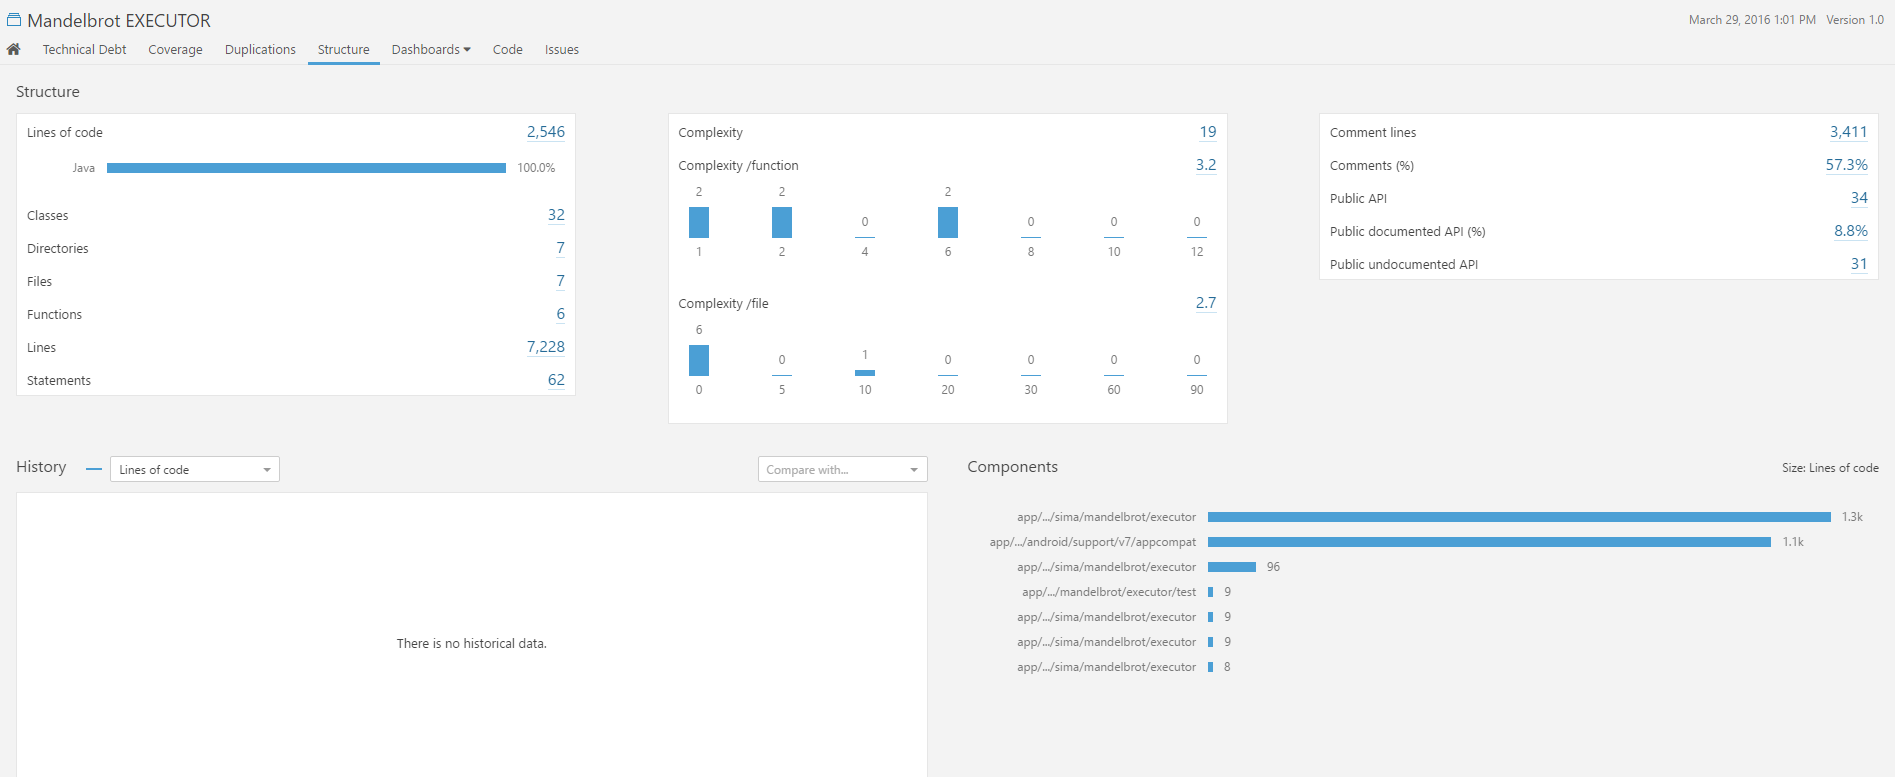 Mandelbrot EXECUTOR
March 29, 2016 1:01 PM Version 1.0
Technical Debt Coverage Duplications Structure Dashboards Code Issues
Structure
Lines of code 2,546
Java 100.0%
Classes 32
Directories 7
Files 7
Functions 6
Lines 7,228
Statements 62
Complexity 19
Complexity /function 3.2
2 2 0 2 0 0 0
1 2 4 6 8 10 12
Complexity /file 2.7
6 0 1 0 0 0 0
0 5 10 20 30 60 90
Comment lines 3,411
Comments (%) 57.3%
Public API 34
Public documented API (%) 8.8%
Public undocumented API 31
History Lines of code Compare with...
There is no historical data.
Components Size: Lines of code
app/.../sima/mandelbrot/executor 1.3k
app/.../android/support/v7/appcompat 1.1k
app/.../sima/mandelbrot/executor 96
app/.../mandelbrot/executor/test 9
app/.../sima/mandelbrot/executor 9
app/.../sima/mandelbrot/executor 9
app/.../sima/mandelbrot/executor 8